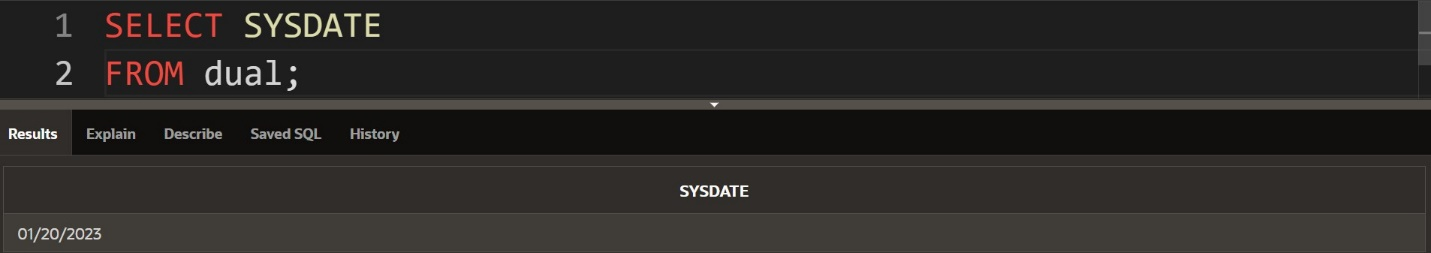 1 SELECT SYSDATE
2 FROM dual;
Results Explain Describe Saved SQL History
SYSDATE
01/20/2023